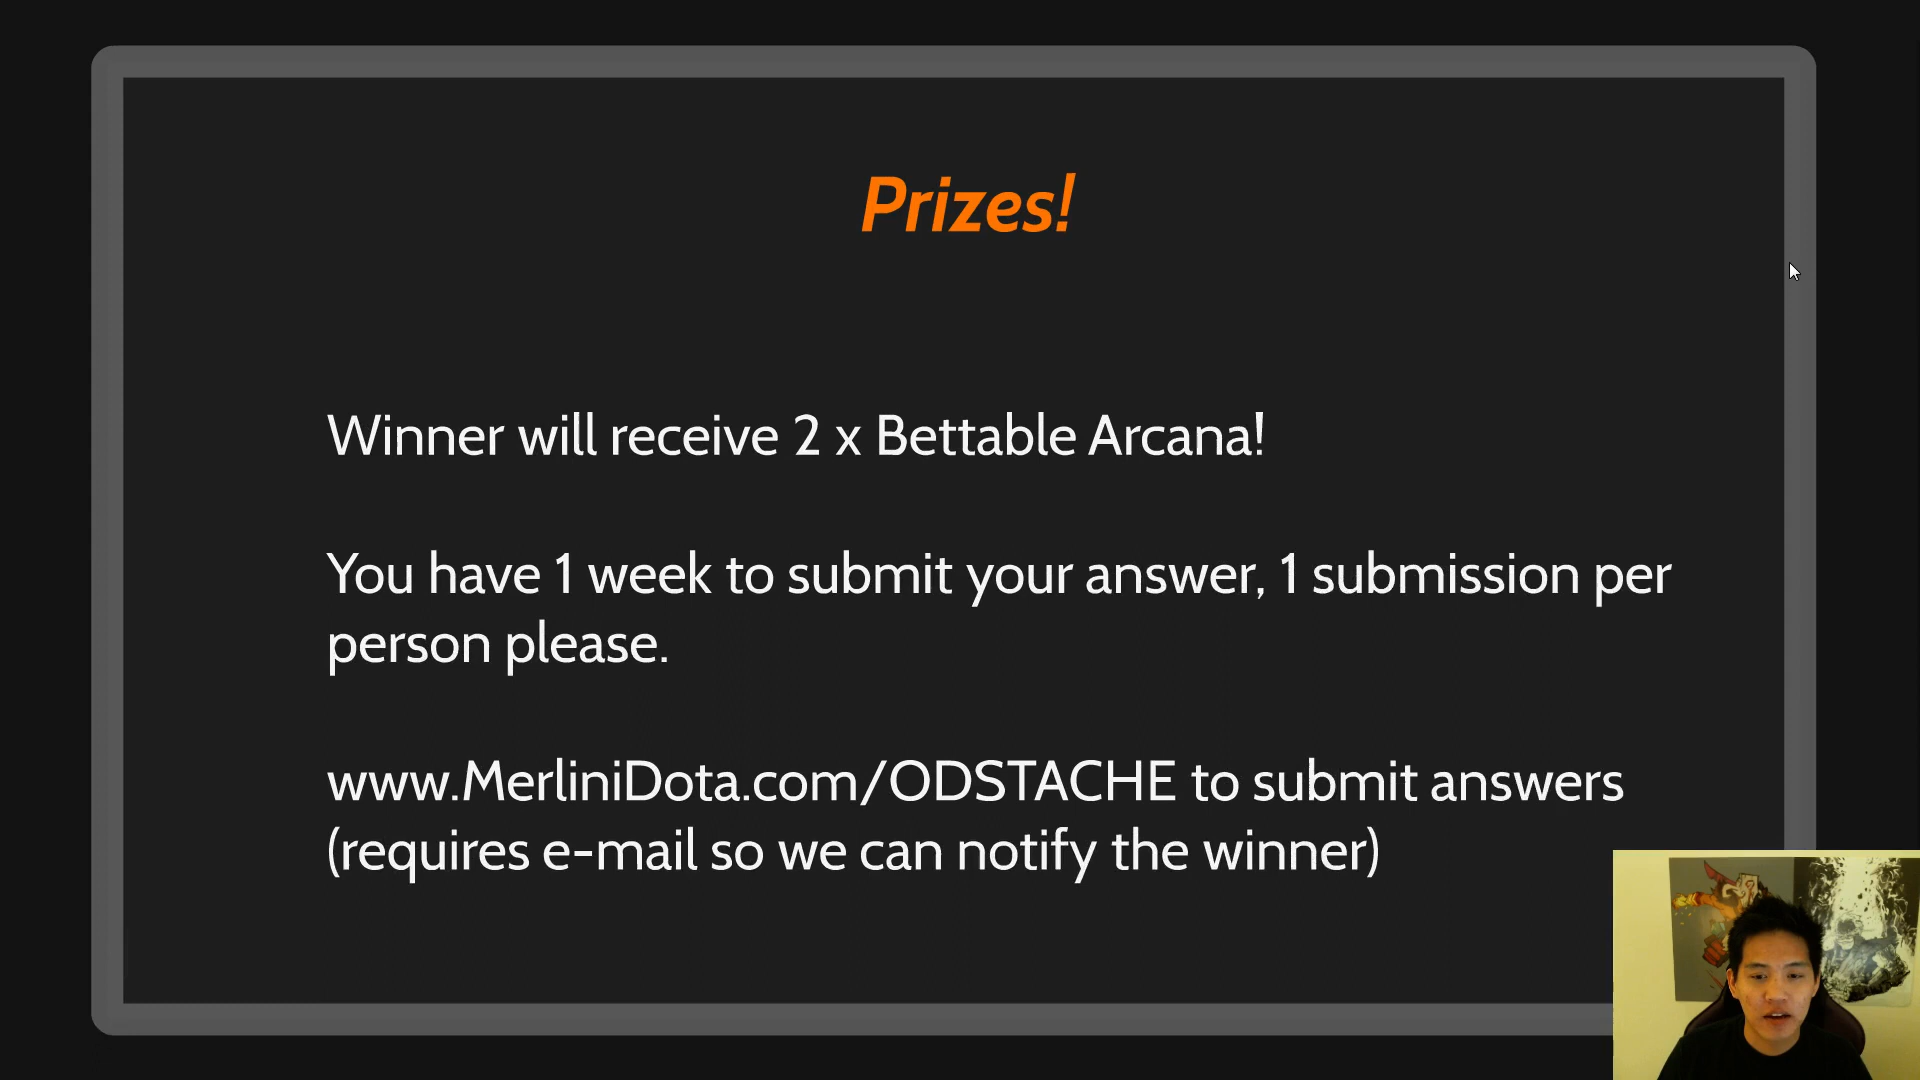 Prizes!
Winner will receive 2 x Bettable Arcana!
You have 1 week to submit your answer, 1 submission per
person please.
www.MerliniDota.com/ODSTACHE to submit answers
(requires e-mail so we can notify the winner)